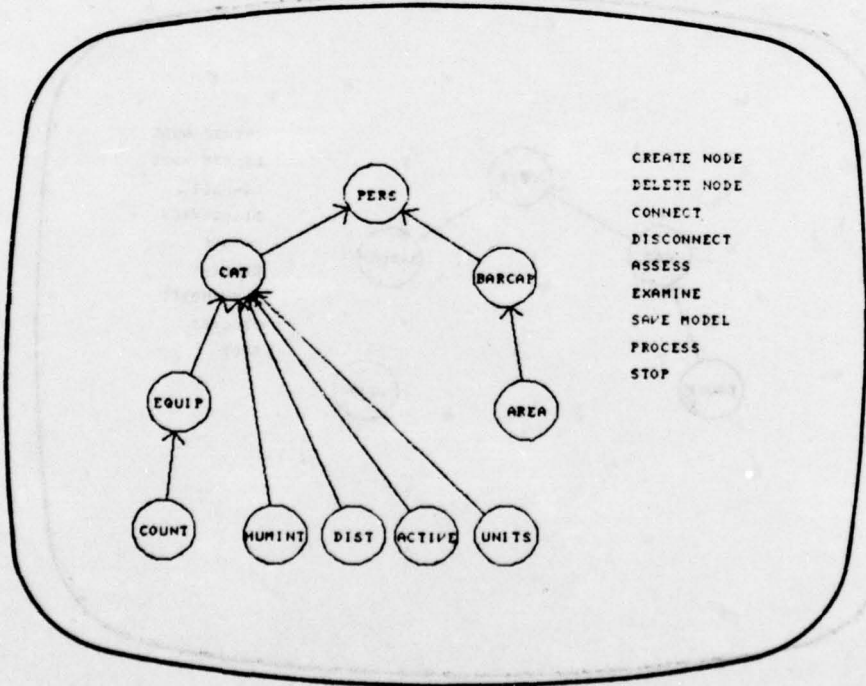 PERS
CAT
BARCAP
EQUIP
AREA
COUNT
HUMINT
DIST
ACTIVE
UNITS
CREATE NODE
DELETE NODE
CONNECT
DISCONNECT
ASSESS
EXAMINE
SAVE MODEL
PROCESS
STOP